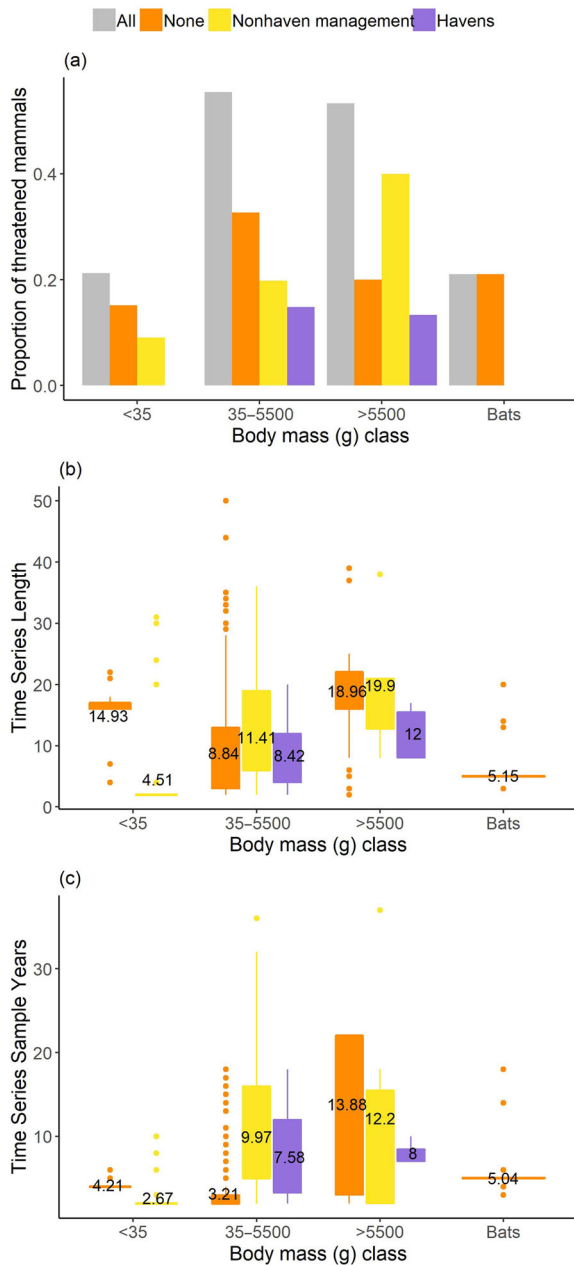 All None Nonhaven management Havens
(a)
Proportion of threatened mammals
0.4
0.2
0.0
<35 35–5500 >5500 Bats
Body mass (g) class
(b)
Time Series Length
50
40
30
20
10
0
14.93
4.51
8.84
11.41
8.42
18.96
19.9
12
5.15
<35 35–5500 >5500 Bats
Body mass (g) class
(c)
Time Series Sample Years
30
20
10
4.21
2.67
3.21
9.97
7.58
13.88
12.2
8
5.04
<35 35–5500 >5500 Bats
Body mass (g) class